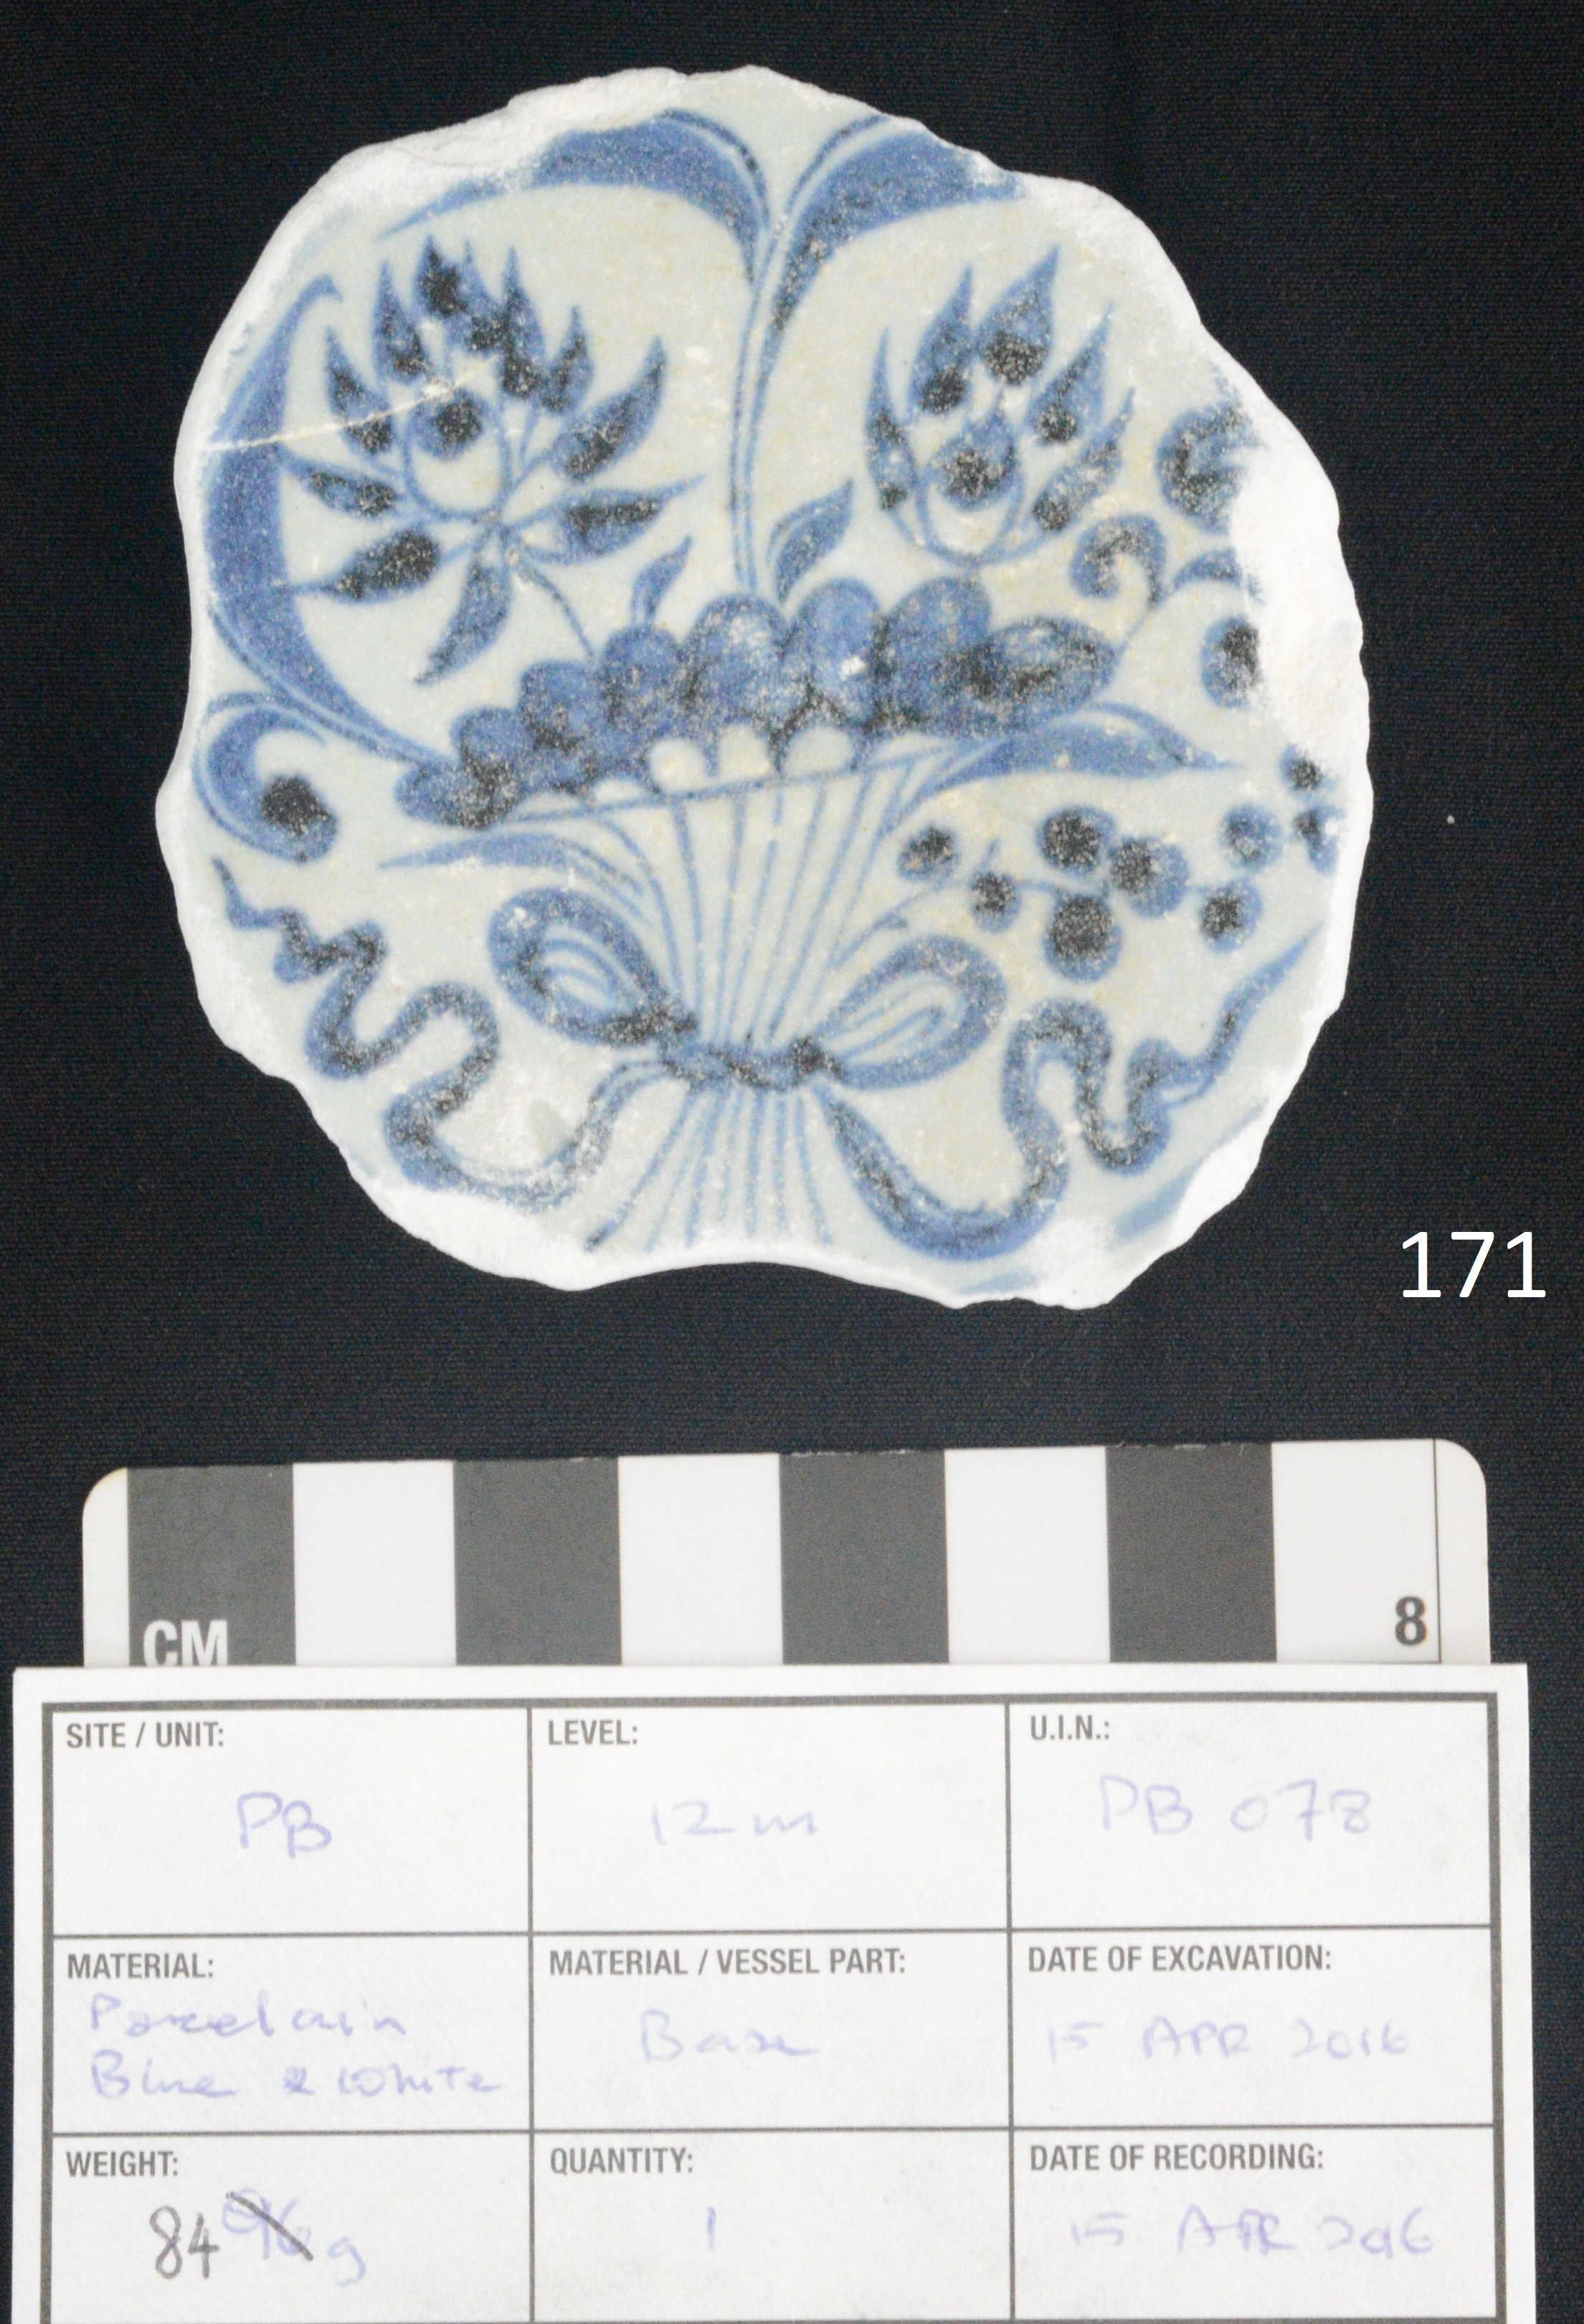 171
CM
8
SITE / UNIT:
PB
LEVEL:
12 m
U.I.N.:
PB 078
MATERIAL:
Porcelain
Blue & White
MATERIAL / VESSEL PART:
Base
DATE OF EXCAVATION:
15 APR 2016
WEIGHT:
84 g
QUANTITY:
1
DATE OF RECORDING:
15 APR 2016